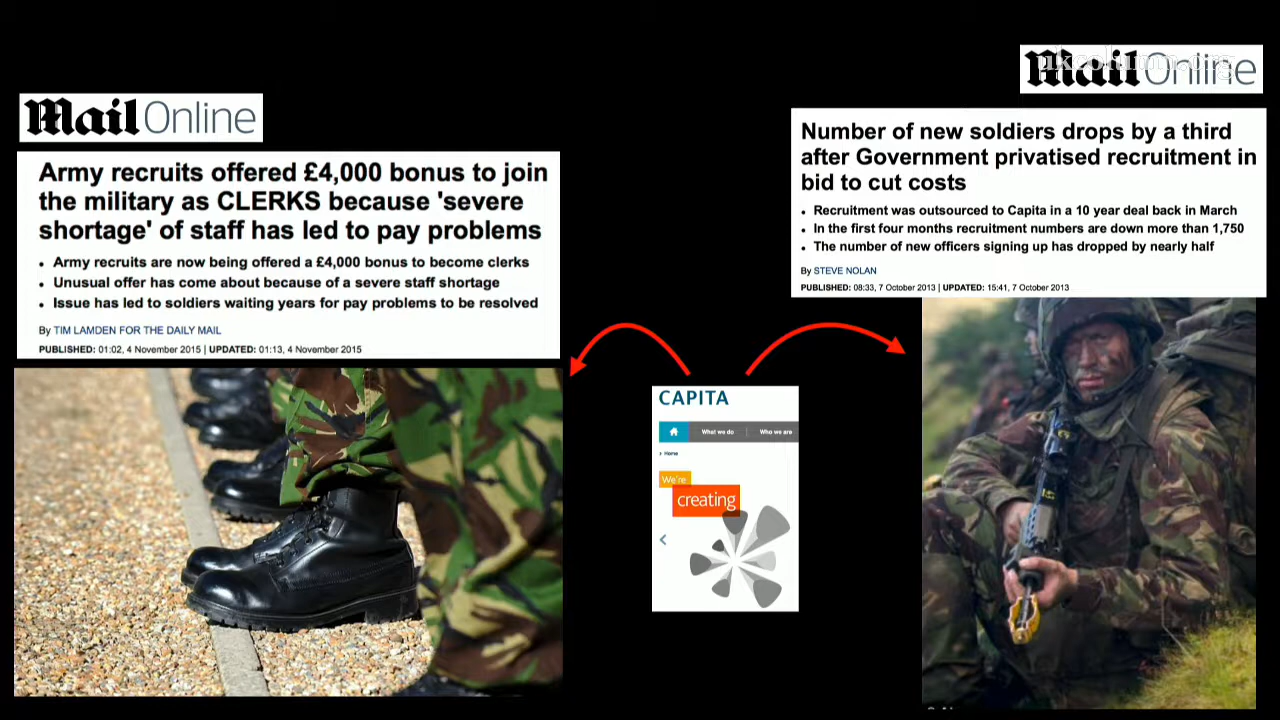 Mail Online
Army recruits offered £4,000 bonus to join
the military as CLERKS because 'severe
shortage' of staff has led to pay problems
• Army recruits are now being offered a £4,000 bonus to become clerks
• Unusual offer has come about because of a severe staff shortage
• Issue has led to soldiers waiting years for pay problems to be resolved
By TIM LAMDEN FOR THE DAILY MAIL
PUBLISHED: 01:02, 4 November 2015 | UPDATED: 01:13, 4 November 2015
CAPITA
What we do | Who we are
› Home
We're
creating
ukcolumn.org
Mail Online
Number of new soldiers drops by a third
after Government privatised recruitment in
bid to cut costs
• Recruitment was outsourced to Capita in a 10 year deal back in March
• In the first four months recruitment numbers are down more than 1,750
• The number of new officers signing up has dropped by nearly half
By STEVE NOLAN
PUBLISHED: 08:33, 7 October 2013 | UPDATED: 15:41, 7 October 2013